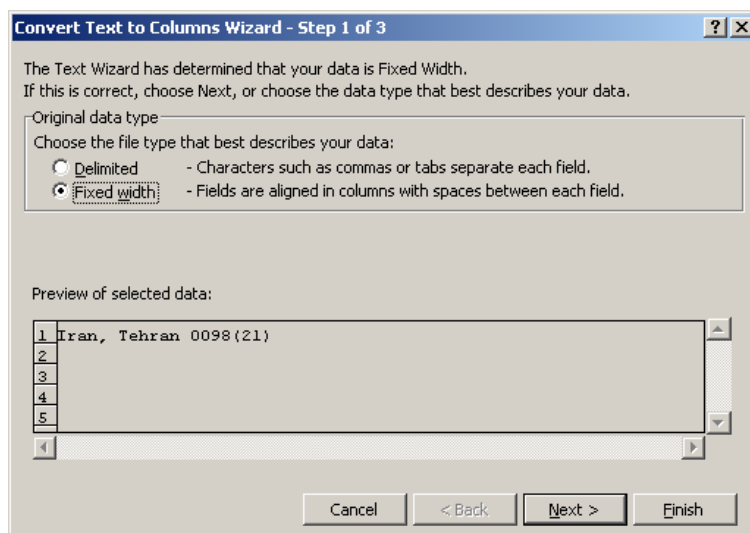 Convert Text to Columns Wizard - Step 1 of 3
The Text Wizard has determined that your data is Fixed Width.
If this is correct, choose Next, or choose the data type that best describes your data.
Original data type
Choose the file type that best describes your data:
Delimited - Characters such as commas or tabs separate each field.
Fixed width - Fields are aligned in columns with spaces between each field.
Preview of selected data:
1 Iran, Tehran 0098(21)
2
3
4
5
Cancel < Back Next > Finish